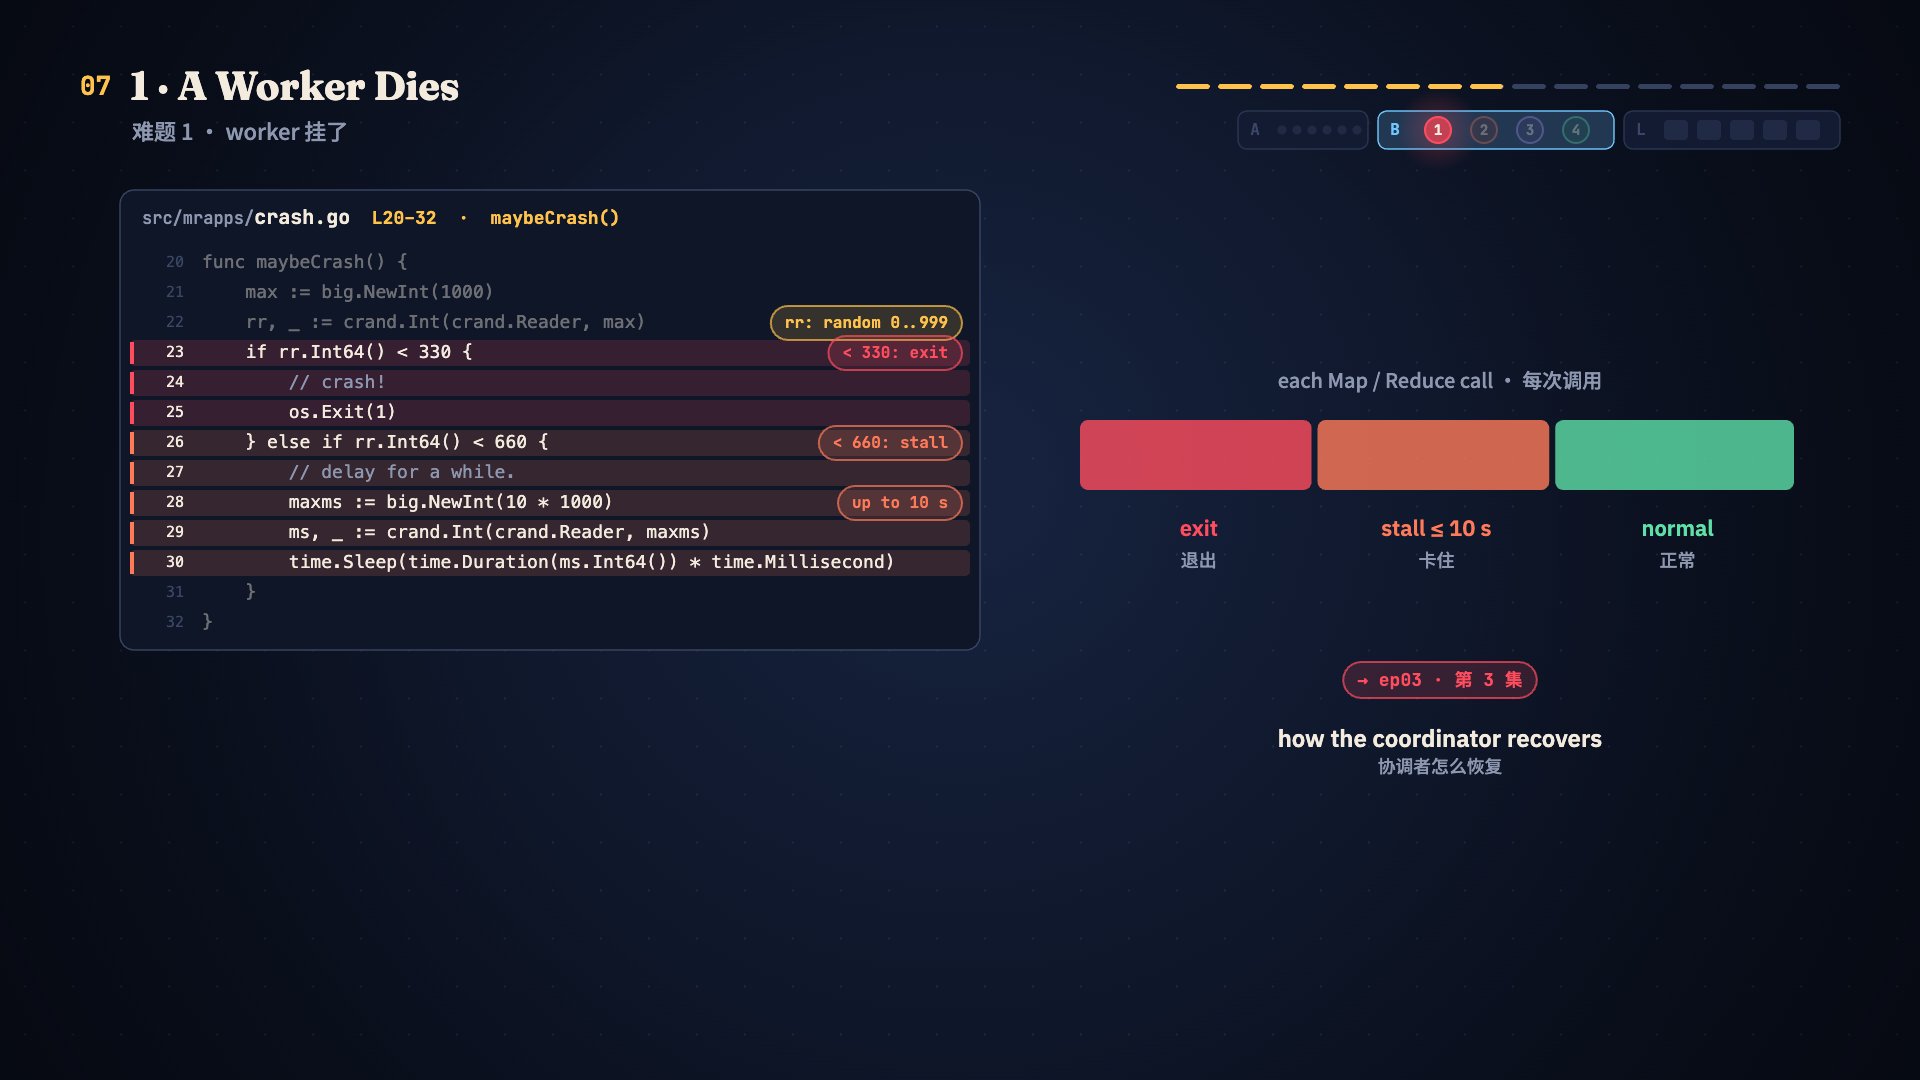 07 1 · A Worker Dies
难题 1 · worker 挂了
A B 1 2 3 4 L
src/mrapps/crash.go L20-32 · maybeCrash()
20 func maybeCrash() {
21     max := big.NewInt(1000)
22     rr, _ := crand.Int(crand.Reader, max) rr: random 0..999
23     if rr.Int64() < 330 { < 330: exit
24         // crash!
25         os.Exit(1)
26     } else if rr.Int64() < 660 { < 660: stall
27         // delay for a while.
28         maxms := big.NewInt(10 * 1000) up to 10 s
29         ms, _ := crand.Int(crand.Reader, maxms)
30         time.Sleep(time.Duration(ms.Int64()) * time.Millisecond)
31     }
32 }
each Map / Reduce call · 每次调用
exit stall ≤ 10 s normal
退出 卡住 正常
→ ep03 · 第 3 集
how the coordinator recovers
协调者怎么恢复